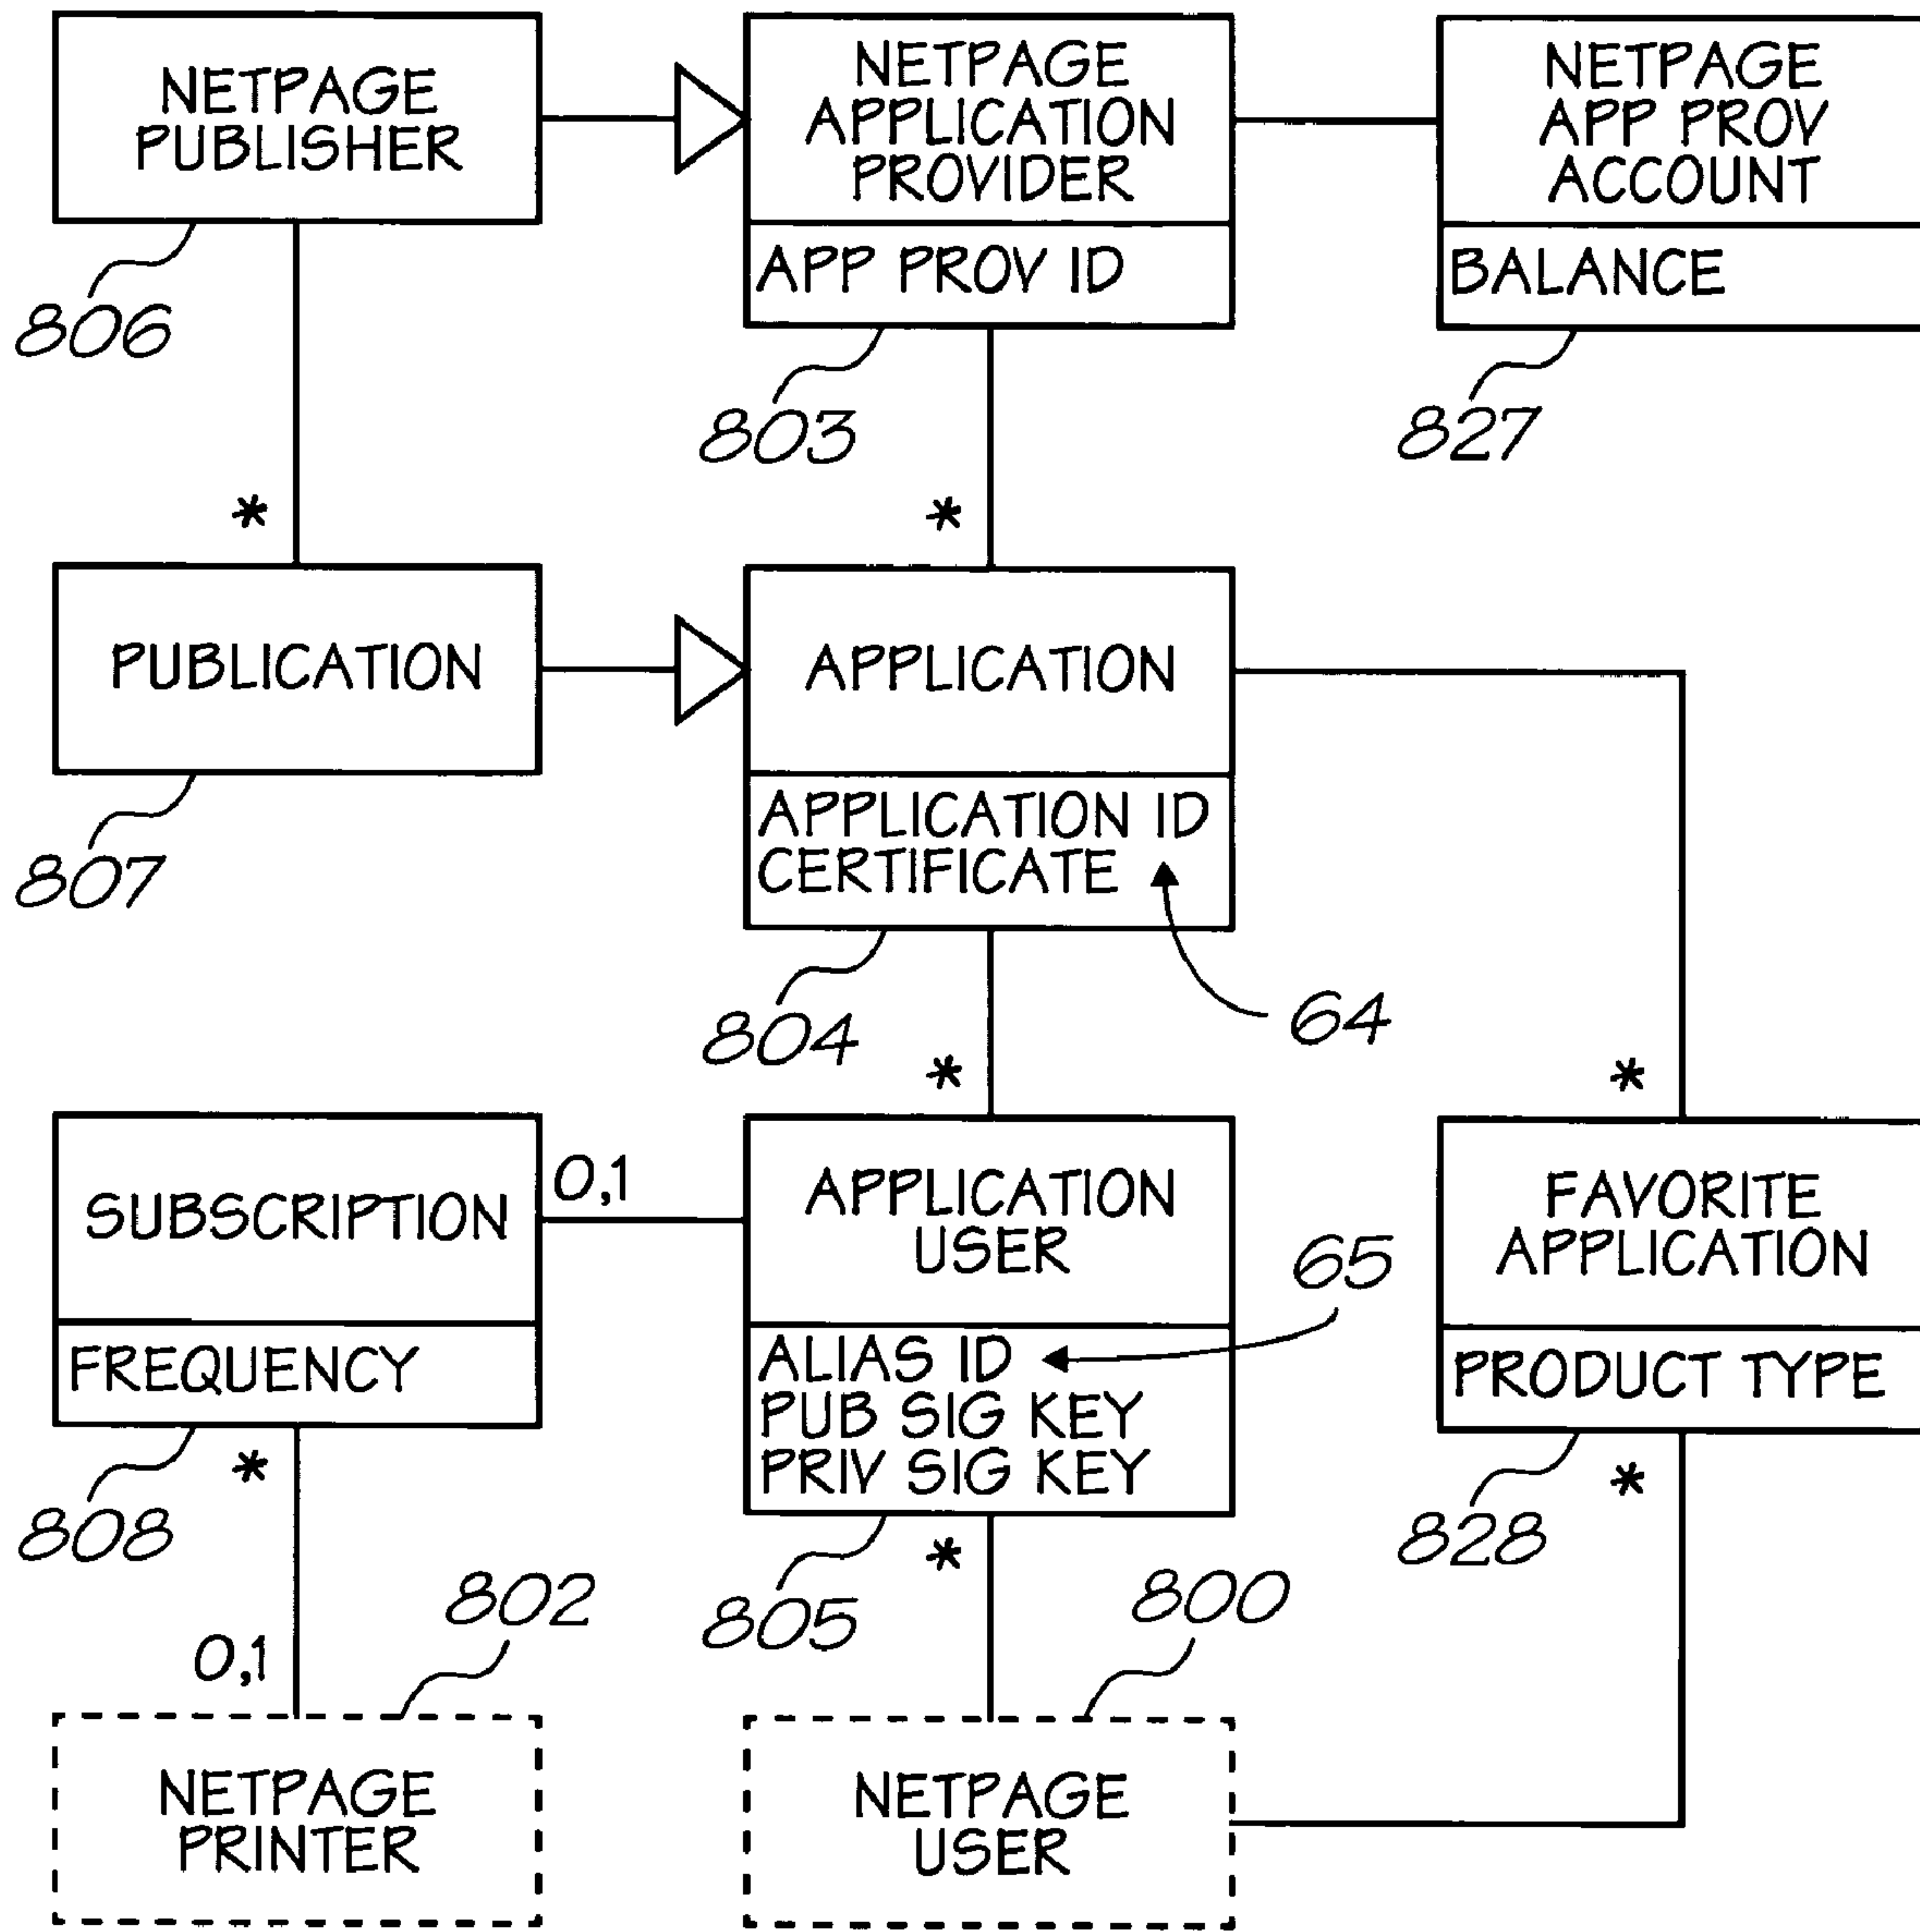 NETPAGE
PUBLISHER
806
NETPAGE
APPLICATION
PROVIDER
APP PROV ID
803
NETPAGE
APP PROV
ACCOUNT
BALANCE
827
*
*
PUBLICATION
807
APPLICATION
APPLICATION ID
CERTIFICATE
804
64
*
*
SUBSCRIPTION
FREQUENCY
808
0,1
APPLICATION
USER
ALIAS ID
PUB SIG KEY
PRIV SIG KEY
805
65
FAVORITE
APPLICATION
PRODUCT TYPE
828
*
*
*
0,1
802
800
NETPAGE
PRINTER
NETPAGE
USER